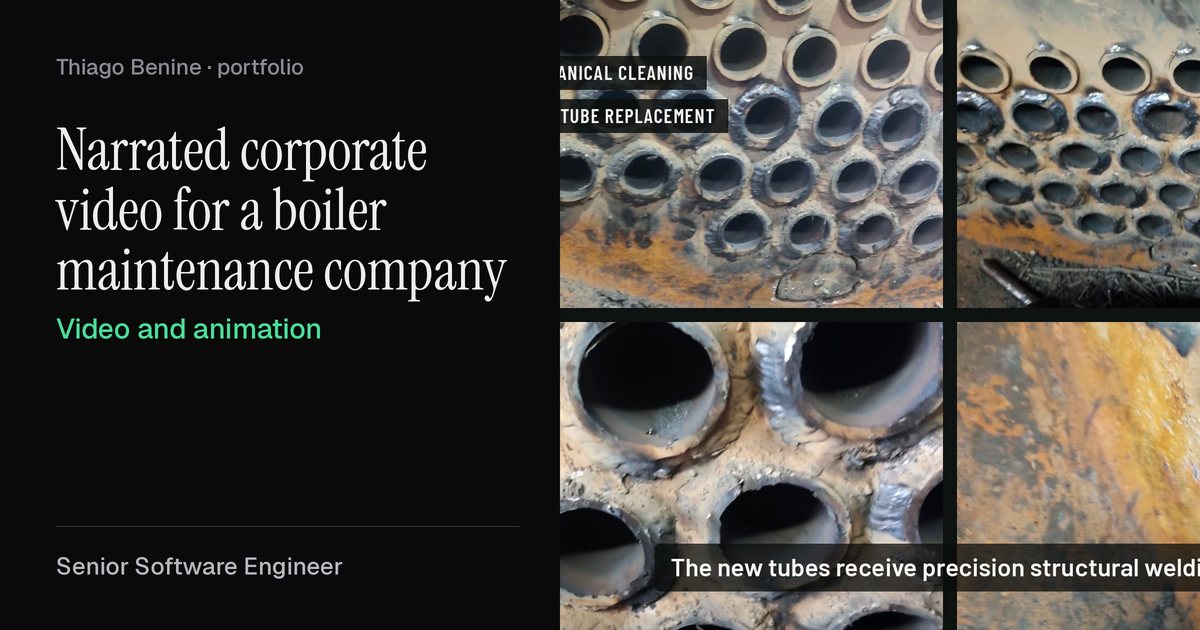 Thiago Benine · portfolio
Narrated corporate
video for a boiler
maintenance company
Video and animation
Senior Software Engineer
ANICAL CLEANING
TUBE REPLACEMENT
The new tubes receive precision structural weldi